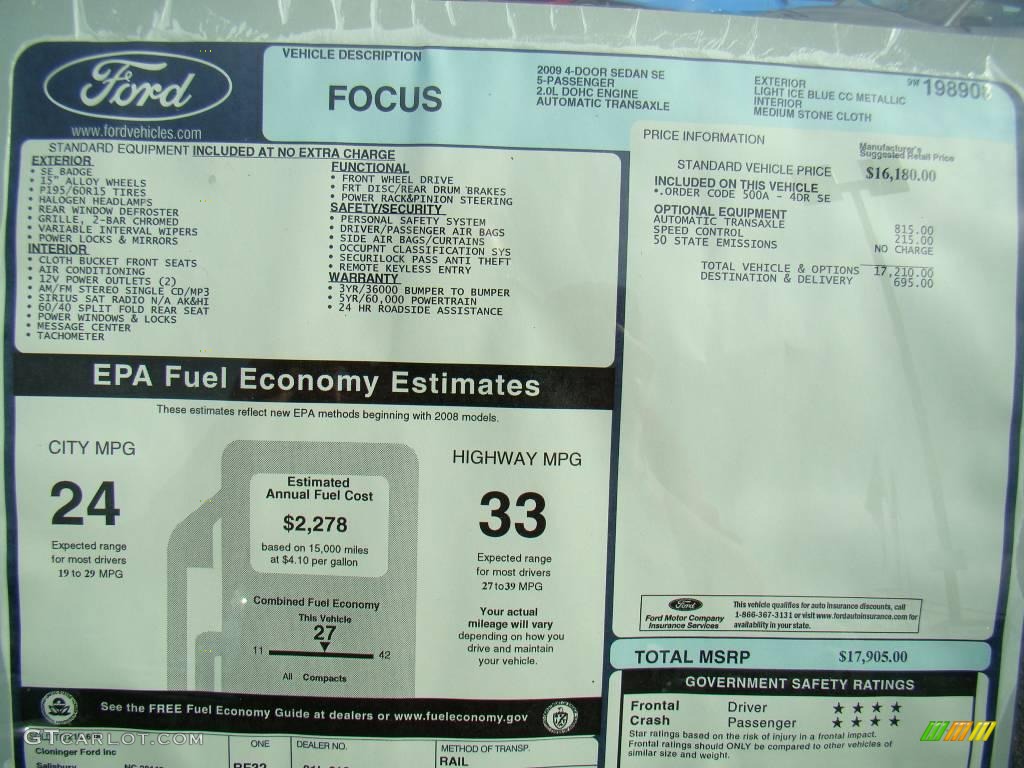 Ford
www.fordvehicles.com
VEHICLE DESCRIPTION
FOCUS
2009 4-DOOR SEDAN SE
5-PASSENGER
2.0L DOHC ENGINE
AUTOMATIC TRANSAXLE
EXTERIOR
LIGHT ICE BLUE CC METALLIC
INTERIOR
MEDIUM STONE CLOTH
9W 198908
STANDARD EQUIPMENT INCLUDED AT NO EXTRA CHARGE
EXTERIOR
• SE BADGE
• 15" ALLOY WHEELS
• P195/60R15 TIRES
• HALOGEN HEADLAMPS
• REAR WINDOW DEFROSTER
• GRILLE, 2-BAR CHROMED
• VARIABLE INTERVAL WIPERS
• POWER LOCKS & MIRRORS
INTERIOR
• CLOTH BUCKET FRONT SEATS
• AIR CONDITIONING
• 12V POWER OUTLETS (2)
• AM/FM STEREO SINGLE CD/MP3
• SIRIUS SAT RADIO N/A AK&HI
• 60/40 SPLIT FOLD REAR SEAT
• POWER WINDOWS & LOCKS
• MESSAGE CENTER
• TACHOMETER
FUNCTIONAL
• FRONT WHEEL DRIVE
• FRT DISC/REAR DRUM BRAKES
• POWER RACK&PINION STEERING
SAFETY/SECURITY
• PERSONAL SAFETY SYSTEM
• DRIVER/PASSENGER AIR BAGS
• SIDE AIR BAGS/CURTAINS
• OCCUPNT CLASSIFICATION SYS
• SECURILOCK PASS ANTI THEFT
• REMOTE KEYLESS ENTRY
WARRANTY
• 3YR/36000 BUMPER TO BUMPER
• 5YR/60,000 POWERTRAIN
• 24 HR ROADSIDE ASSISTANCE
PRICE INFORMATION
Manufacturer's
Suggested Retail Price
STANDARD VEHICLE PRICE $16,180.00
INCLUDED ON THIS VEHICLE
•.ORDER CODE 500A - 4DR SE
OPTIONAL EQUIPMENT
AUTOMATIC TRANSAXLE 815.00
SPEED CONTROL 215.00
50 STATE EMISSIONS NO CHARGE
TOTAL VEHICLE & OPTIONS 17,210.00
DESTINATION & DELIVERY 695.00
EPA Fuel Economy Estimates
These estimates reflect new EPA methods beginning with 2008 models.
CITY MPG
24
Expected range
for most drivers
19 to 29 MPG
Estimated
Annual Fuel Cost
$2,278
based on 15,000 miles
at $4.10 per gallon
Combined Fuel Economy
This Vehicle
27
11 42
All Compacts
HIGHWAY MPG
33
Expected range
for most drivers
27 to 39 MPG
Your actual
mileage will vary
depending on how you
drive and maintain
your vehicle.
See the FREE Fuel Economy Guide at dealers or www.fueleconomy.gov
Ford
Ford Motor Company
Insurance Services
This vehicle qualifies for auto insurance discounts, call
1-866-367-3131 or visit www.fordautoinsurance.com for
availability in your state.
TOTAL MSRP $17,905.00
GOVERNMENT SAFETY RATINGS
Frontal Driver ★ ★ ★ ★
Crash Passenger ★ ★ ★ ★
Star ratings based on the risk of injury in a frontal impact.
Frontal ratings should ONLY be compared to other vehicles of
similar size and weight.
GTCarLot.com
Cloninger Ford Inc
Salisbury
ONE
DEALER NO.
METHOD OF TRANSP.
RAIL